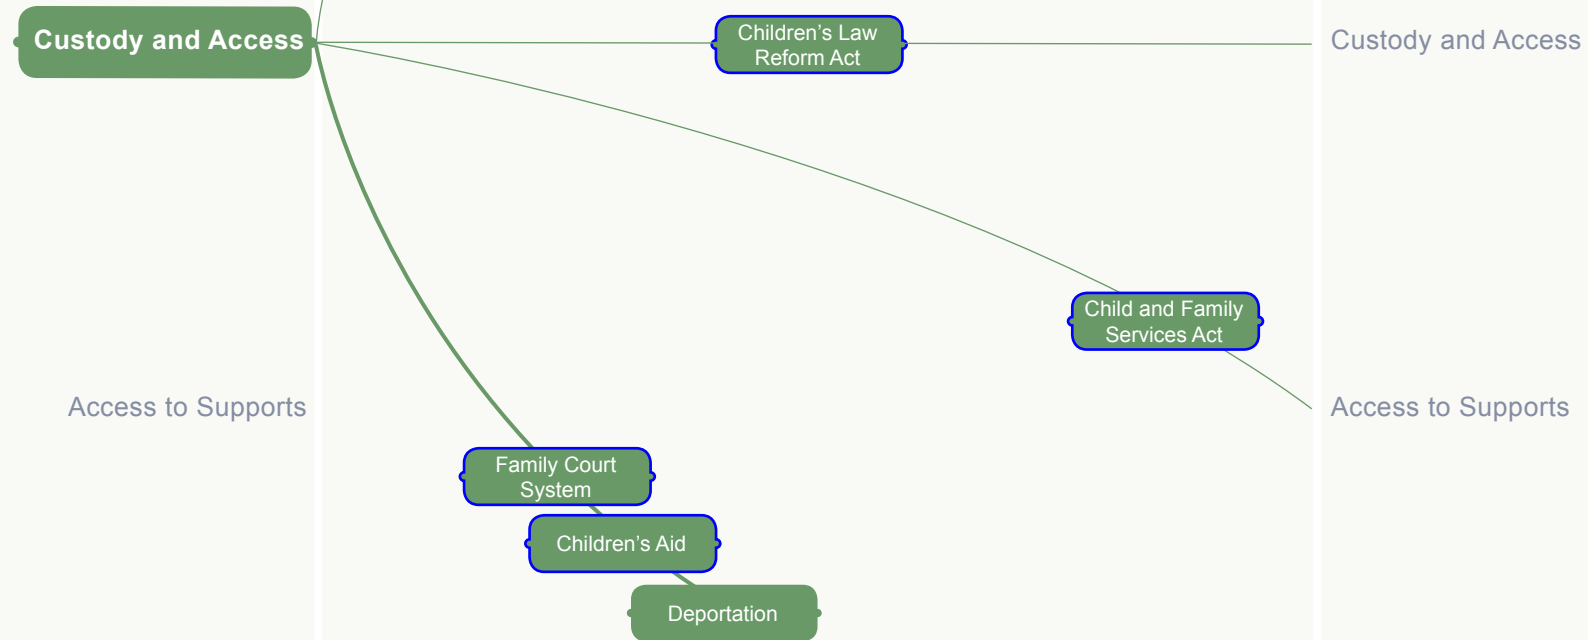 Custody and Access
Children’s Law
Reform Act
Custody and Access
Child and Family
Services Act
Access to Supports
Access to Supports
Family Court
System
Children’s Aid
Deportation